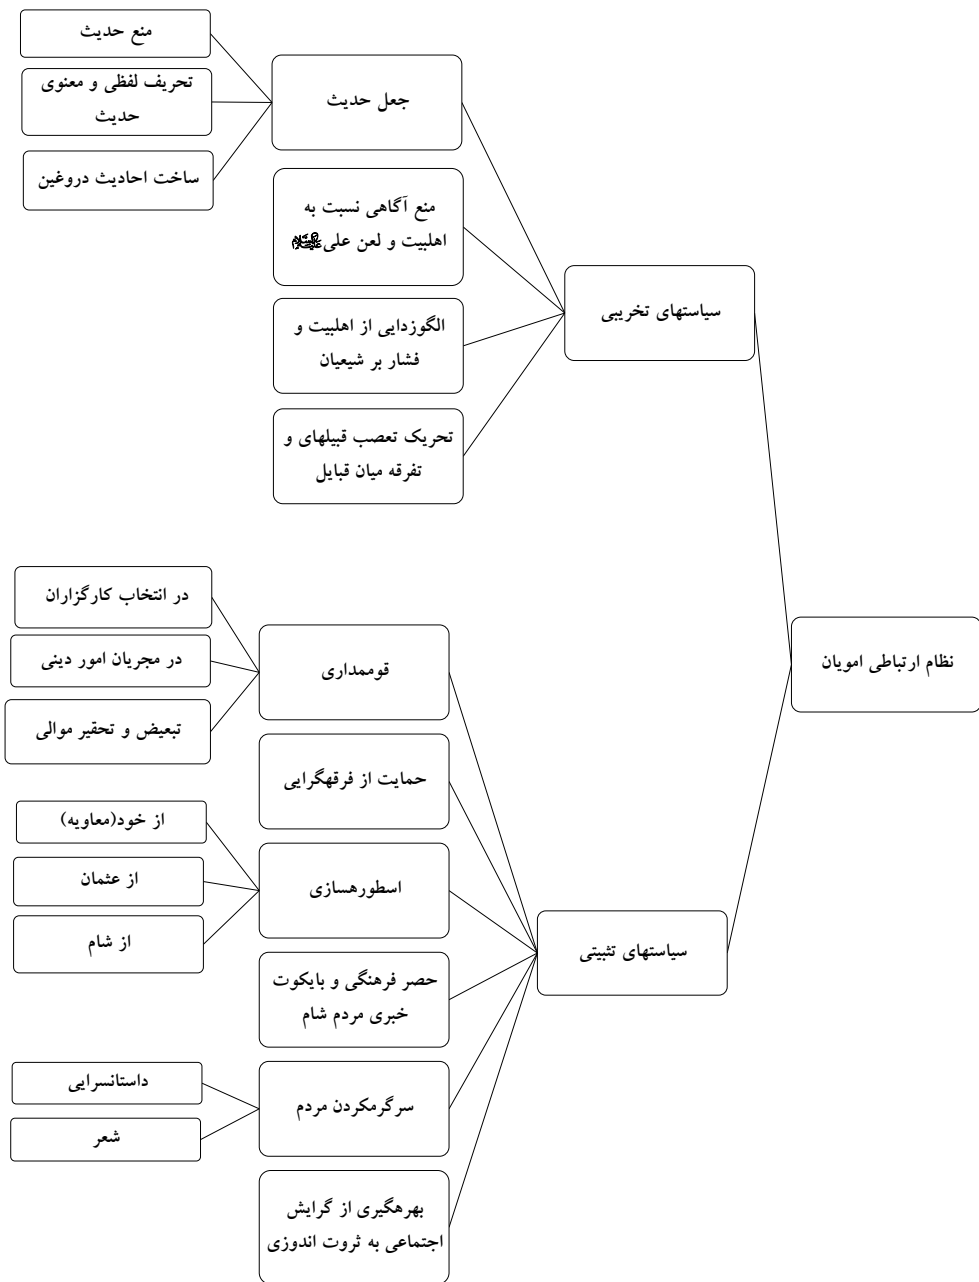 نظام ارتباطی امویان
سیاستهای تخریبی
جعل حدیث
منع حدیث
تحریف لفظی و معنوی
حدیث
ساخت احادیث دروغین
منع آگاهی نسبت به
اهلبیت و لعن علی
الگوزدایی از اهلبیت و
فشار بر شیعیان
تحریک تعصب قبیلهای و
تفرقه میان قبایل
سیاستهای تثبیتی
قوممداری
در انتخاب کارگزاران
در مجریان امور دینی
تبعیض و تحقیر موالی
حمایت از فرقهگرایی
اسطورهسازی
از خود(معاویه)
از عثمان
از شام
حصر فرهنگی و بایکوت
خبری مردم شام
سرگرمکردن مردم
داستانسرایی
شعر
بهرهگیری از گرایش
اجتماعی به ثروت اندوزی